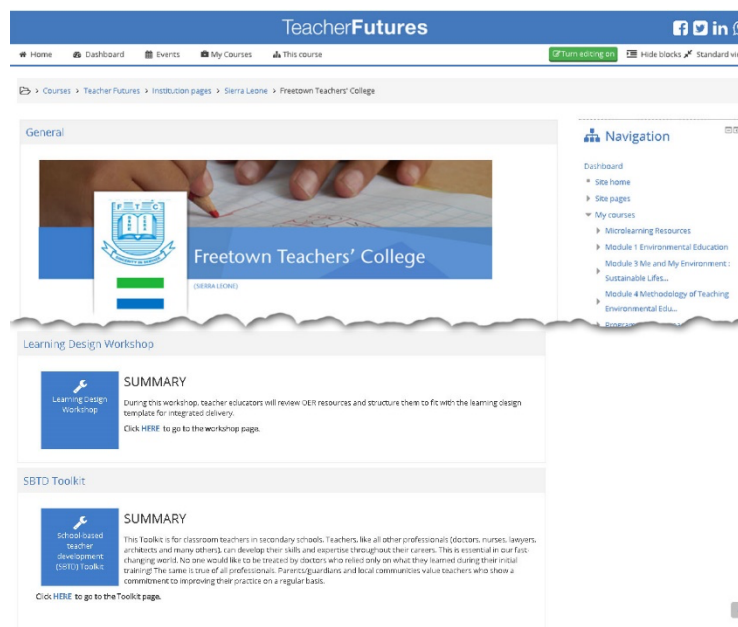 TeacherFutures
Home Dashboard Events My Courses This course Turn editing on Hide blocks Standard vi
> Courses > Teacher Futures > Institution pages > Sierra Leone > Freetown Teachers' College
General
F T C
Freetown Teachers' College
(SIERRA LEONE)
Navigation
Dashboard
Site home
Site pages
My courses
Microlearning Resources
Module 1 Environmental Education
Module 3 Me and My Environment :
Sustainable Lifes...
Module 4 Methodology of Teaching
Environmental Edu...
Learning Design Workshop
Learning Design
Workshop
SUMMARY
During this workshop, teacher educators will review OER resources and structure them to fit with the learning design
template for integrated delivery.
Click HERE to go to the workshop page.
SBTD Toolkit
School-based
teacher
development
(SBTD) Toolkit
SUMMARY
This Toolkit is for classroom teachers in secondary schools. Teachers, like all other professionals (doctors, nurses, lawyers,
architects and many others), can develop their skills and expertise throughout their careers. This is essential in our fast-
changing world. No one would like to be treated by doctors who relied only on what they learned during their initial
training! The same is true of all professionals. Parents/guardians and local communities value teachers who show a
commitment to improving their practice on a regular basis.
Click HERE to go to the Toolkit page.